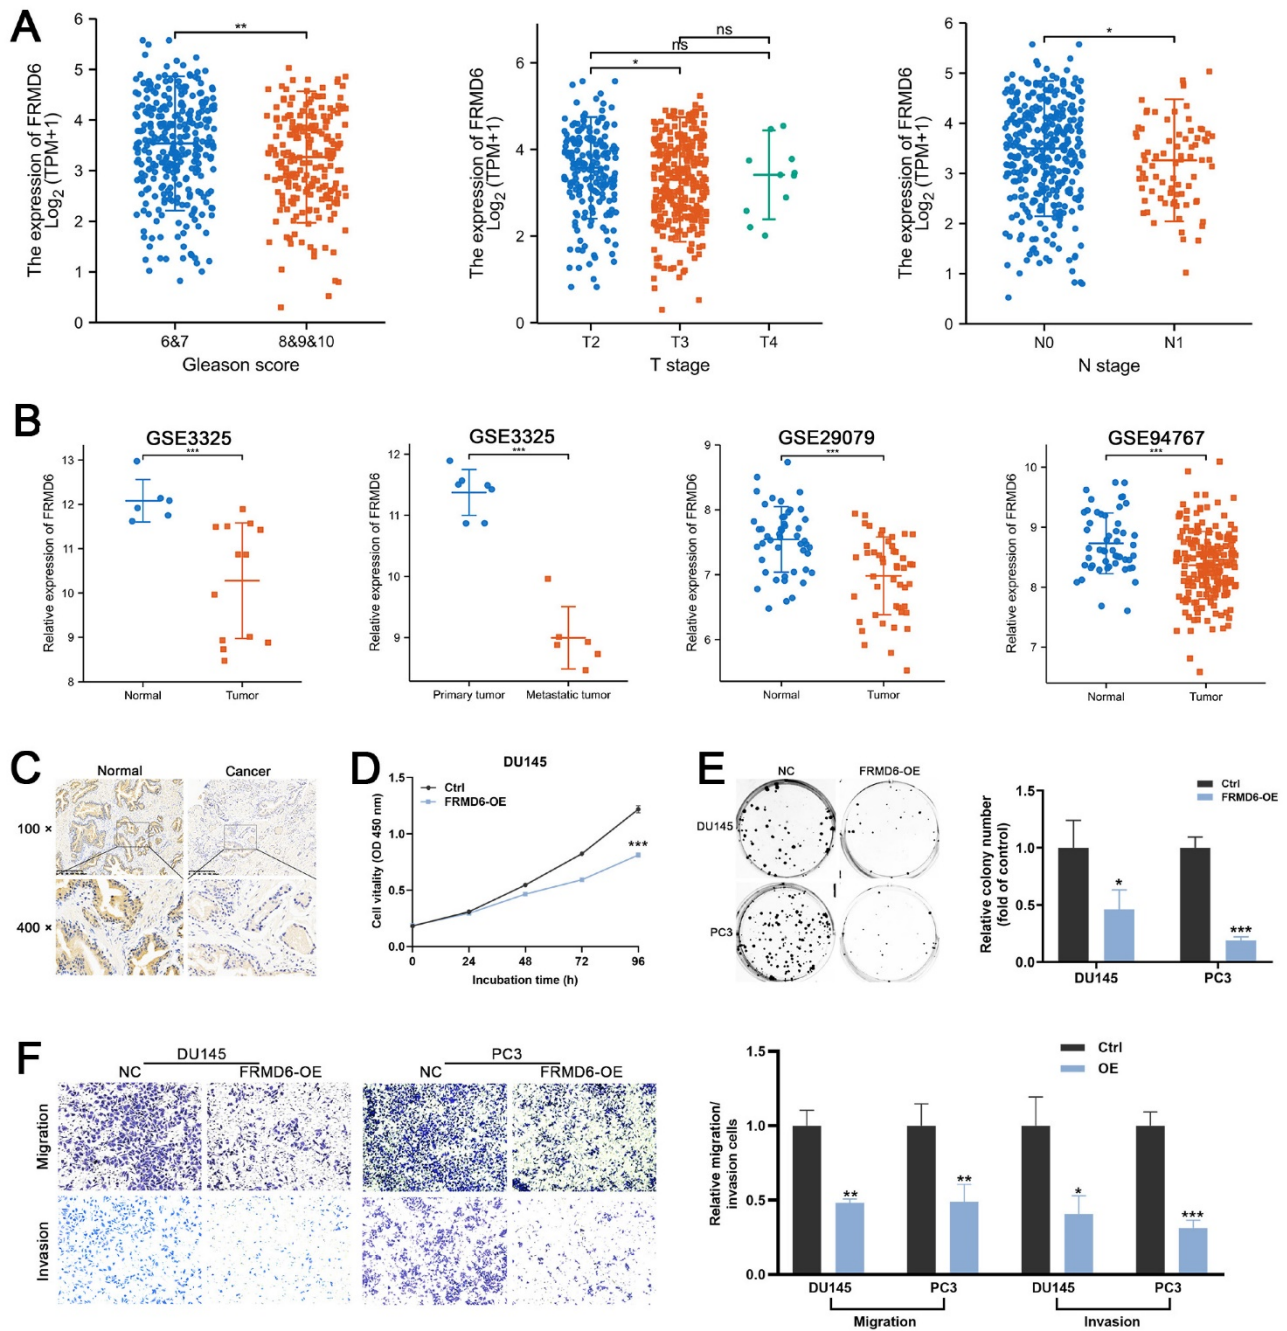 A
The expression of FRMD6
Log2 (TPM+1)
6
5
4
3
2
1
0
**
6&7
8&9&10
Gleason score
The expression of FRMD6
Log2 (TPM+1)
6
4
2
0
ns
ns
*
T2
T3
T4
T stage
The expression of FRMD6
Log2 (TPM+1)
6
5
4
3
2
1
0
*
N0
N1
N stage
B
GSE3325
Relative expression of FRMD6
13
12
11
10
9
8
***
Normal
Tumor
GSE3325
Relative expression of FRMD6
12
11
10
9
***
Primary tumor
Metastatic tumor
GSE29079
Relative expression of FRMD6
9
8
7
6
***
Normal
Tumor
GSE94767
Relative expression of FRMD6
10
9
8
7
***
Normal
Tumor
C
Normal
Cancer
100 ×
400 ×
D
DU145
Ctrl
FRMD6-OE
Cell vitality (OD 450 nm)
1.5
1.0
0.5
0.0
***
0
24
48
72
96
Incubation time (h)
E
NC
FRMD6-OE
DU145
PC3
Ctrl
FRMD6-OE
Relative colony number
(fold of control)
1.5
1.0
0.5
0.0
*
***
DU145
PC3
F
DU145
NC
FRMD6-OE
PC3
NC
FRMD6-OE
Migration
Invasion
Ctrl
OE
Relative migration/
invasion cells
1.5
1.0
0.5
0.0
**
**
*
***
DU145
PC3
DU145
PC3
Migration
Invasion